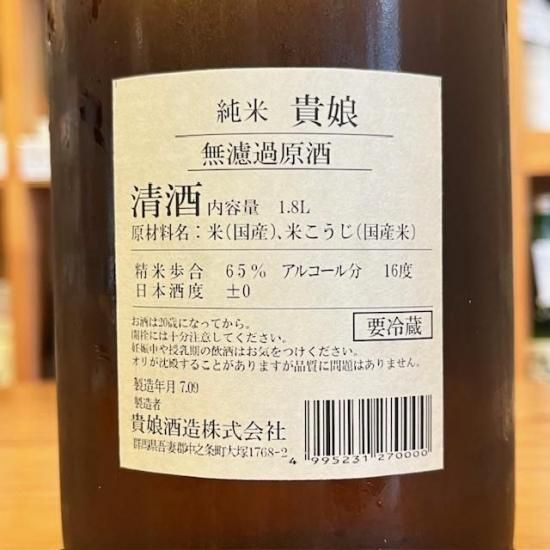 純米 貴娘
無濾過原酒
清酒 内容量 1.8L
原材料名：米(国産)、米こうじ(国産米)
精米歩合 65% アルコール分 16度
日本酒度 ±0
お酒は20歳になってから。
開栓には十分注意してください。
妊娠中や授乳期の飲酒はお気をつけください。
オリが沈殿することがありますが品質に問題はありません。
要冷蔵
製造年月 7.09
製造者
貴娘酒造株式会社
群馬県吾妻郡中之条町大塚1768-2
4 995231 270000